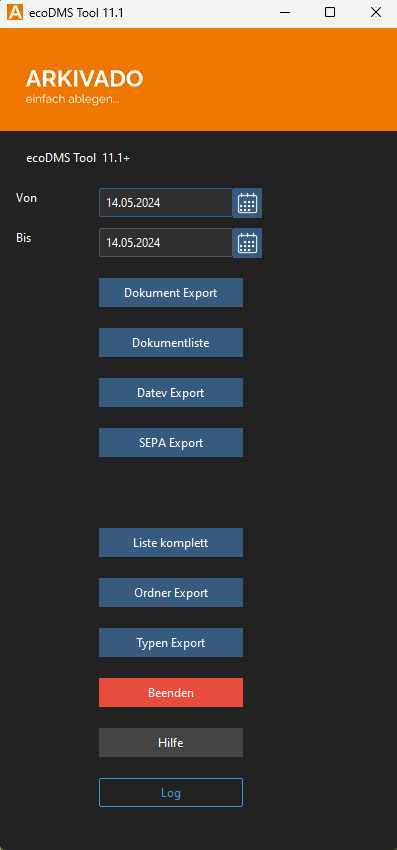 ecoDMS Tool 11.1
ARKIVADO
einfach ablegen...
ecoDMS Tool 11.1+
Von 14.05.2024
Bis 14.05.2024
Dokument Export
Dokumentliste
Datev Export
SEPA Export
Liste komplett
Ordner Export
Typen Export
Beenden
Hilfe
Log